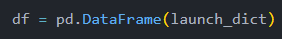 df = pd.DataFrame(launch_dict)